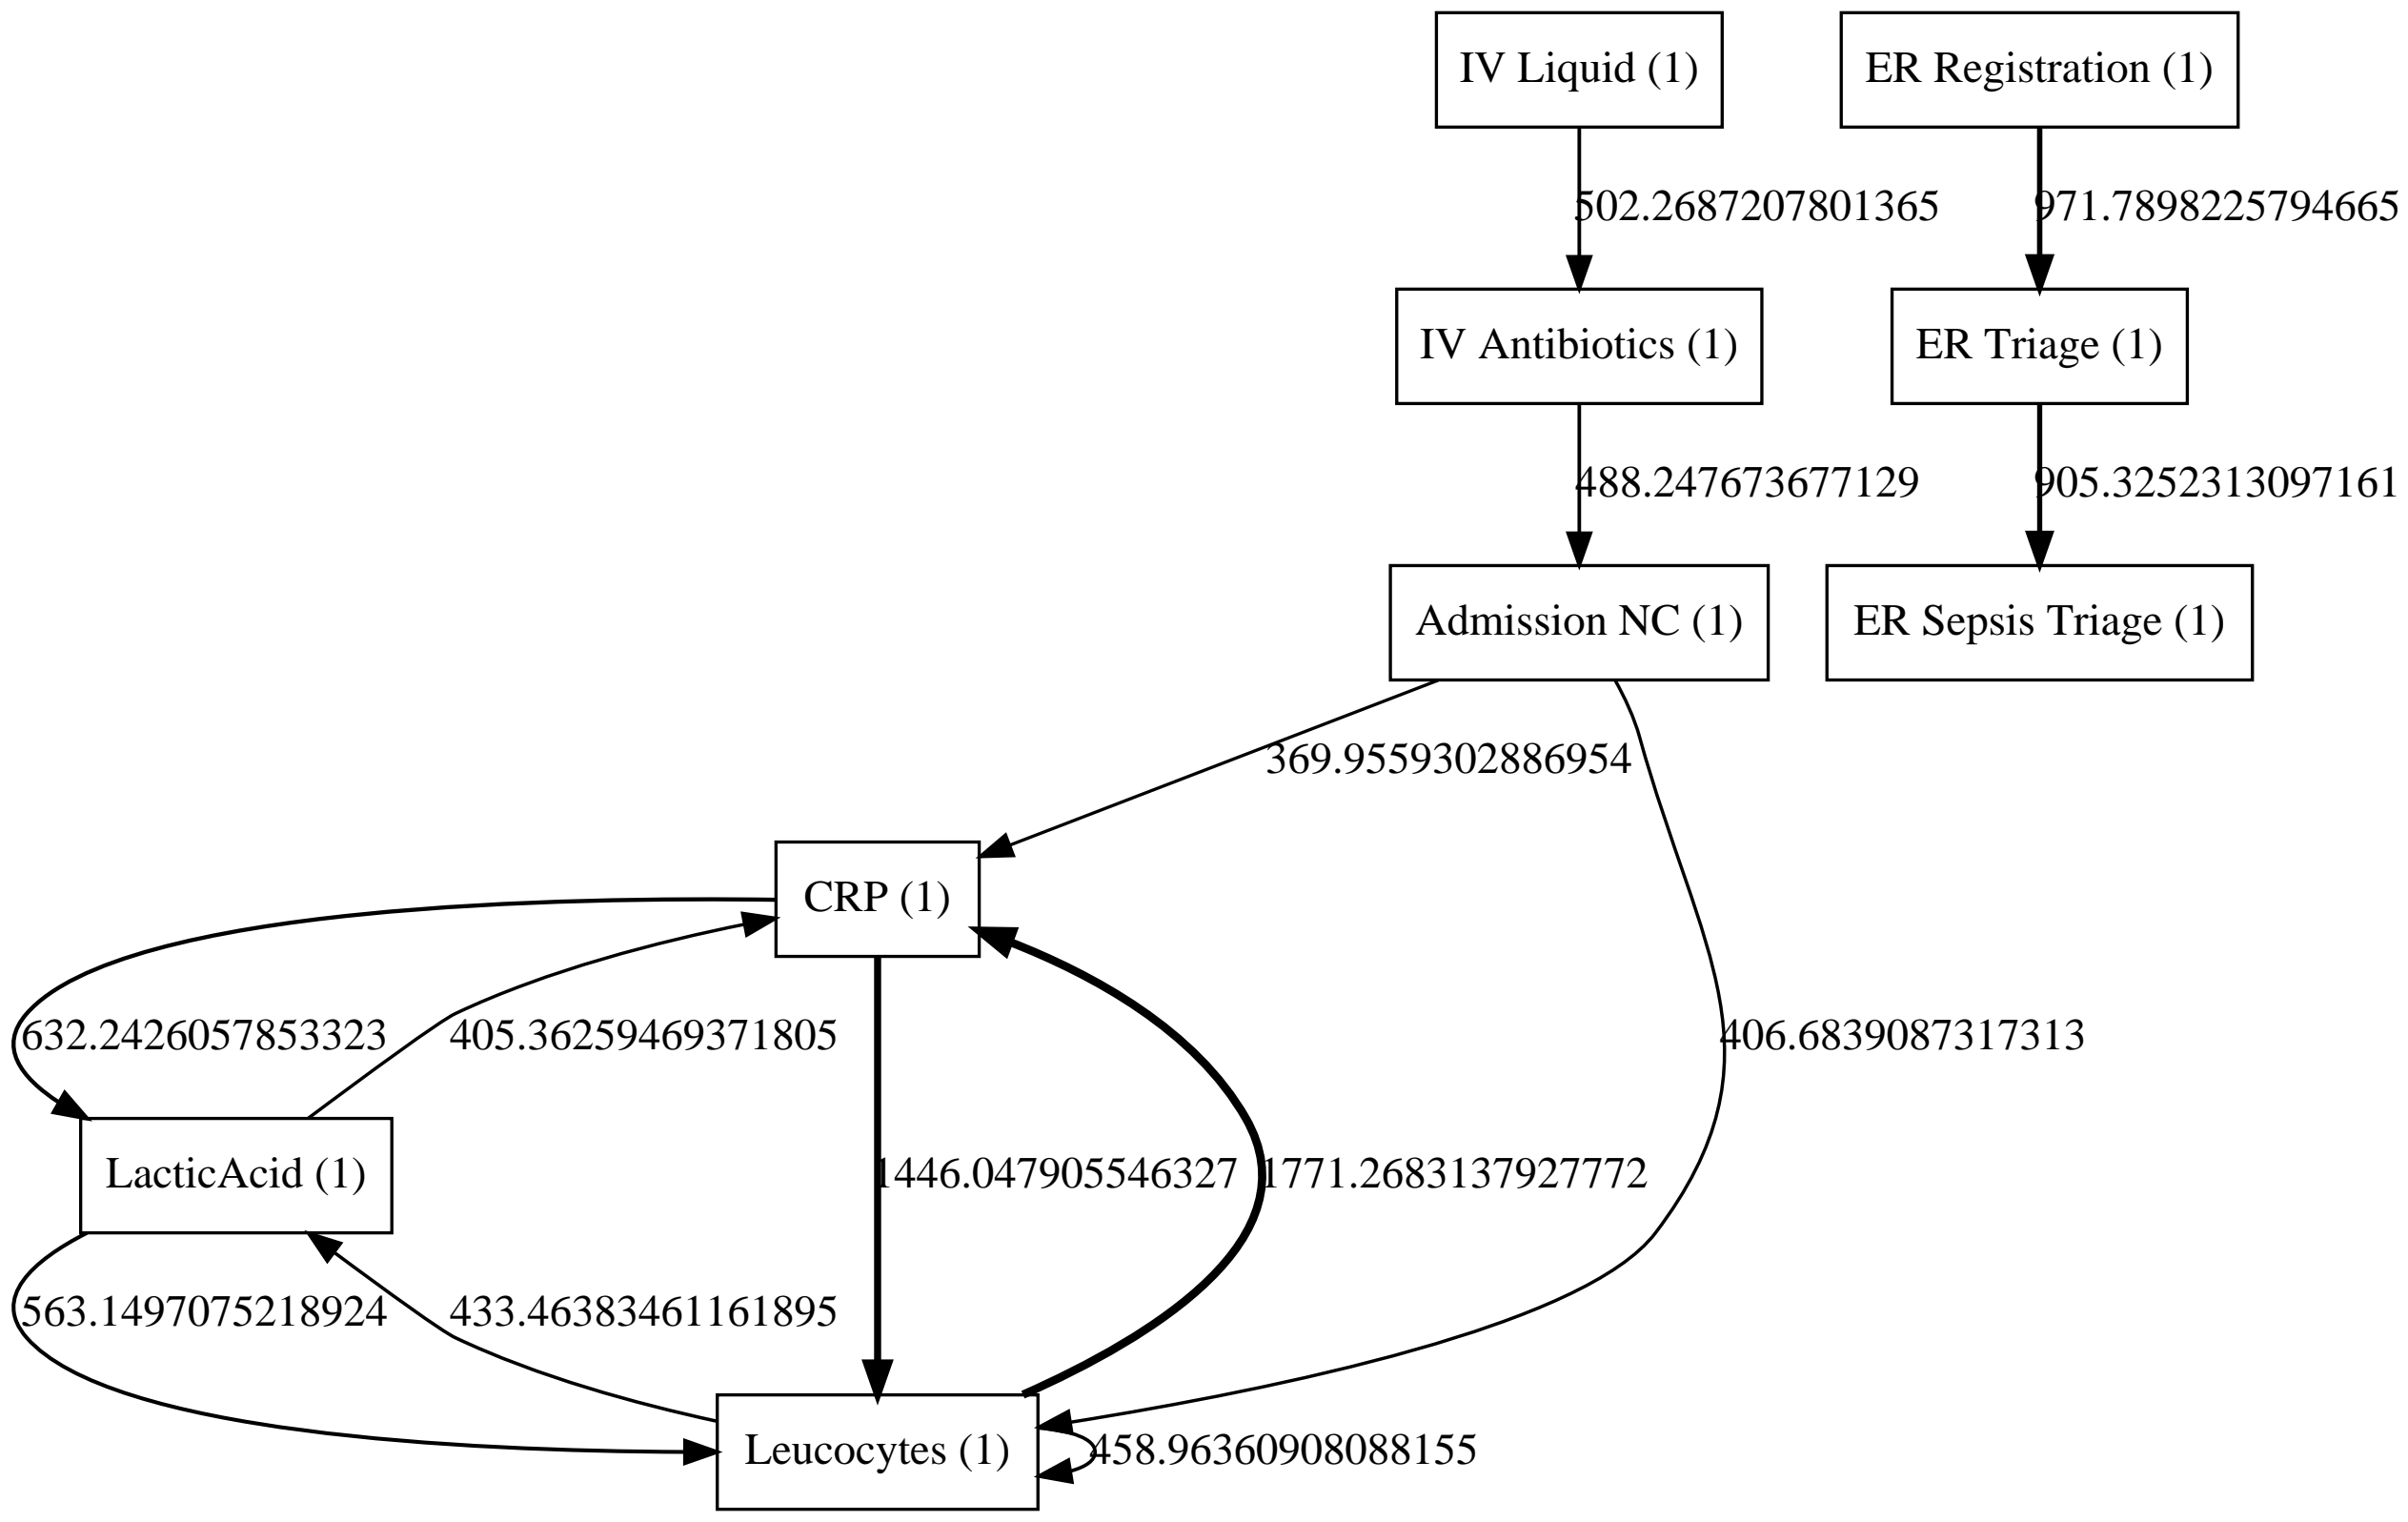 IV Liquid (1)
ER Registration (1)
502.2687207801365
971.7898225794665
IV Antibiotics (1)
ER Triage (1)
488.247673677129
905.3252313097161
Admission NC (1)
ER Sepsis Triage (1)
369.9559302886954
CRP (1)
632.2426057853323
405.36259469371805
406.6839087317313
LacticAcid (1)
1446.047905546327
1771.2683137927772
563.1497075218924
433.46383461161895
Leucocytes (1)
458.96360908088155